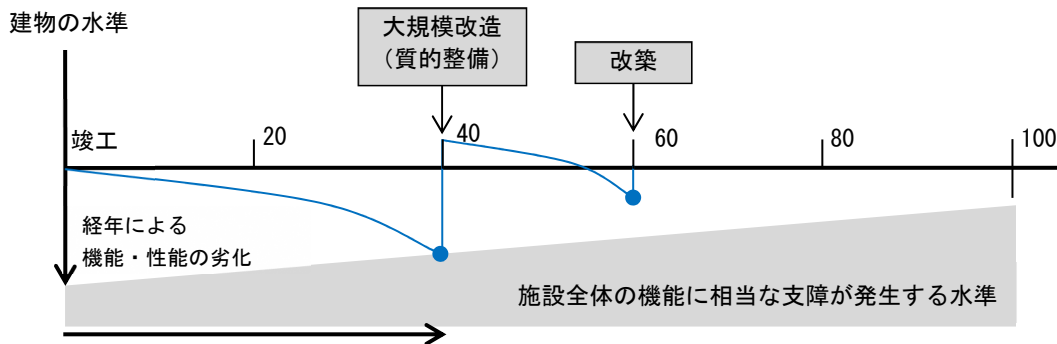 建物の水準
大規模改造
（質的整備）
改築
竣工
20
40
60
80
100
経年による
機能・性能の劣化
施設全体の機能に相当な支障が発生する水準